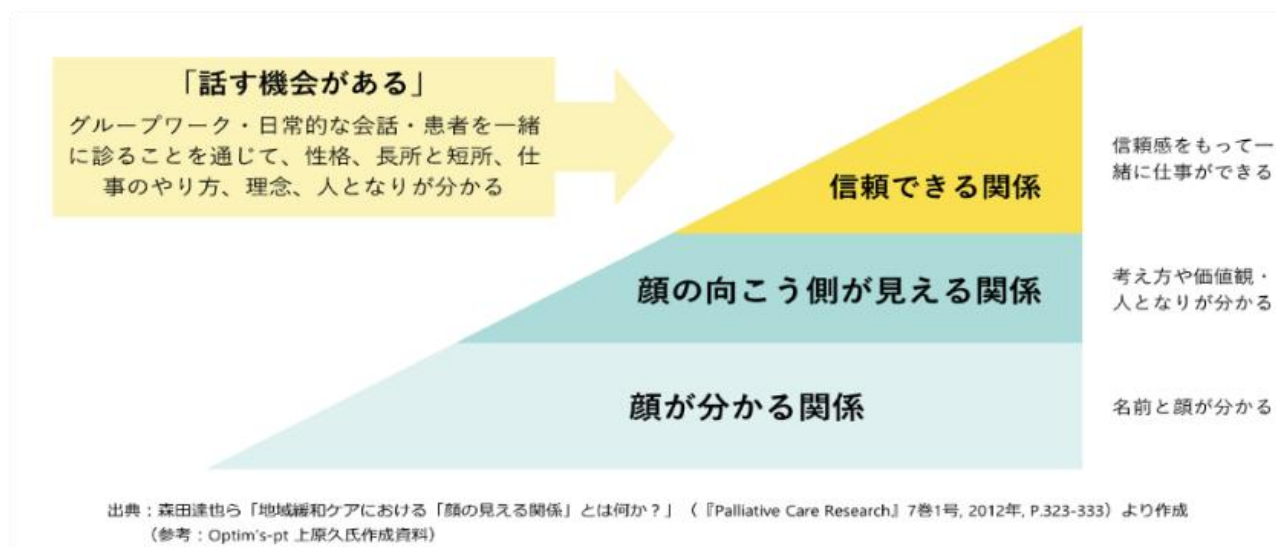 「話す機会がある」
グループワーク・日常的な会話・患者を一緒
に診ることを通じて、性格、長所と短所、仕
事のやり方、理念、人となりが分かる
信頼できる関係
信頼感をもって一
緒に仕事ができる
顔の向こう側が見える関係
考え方や価値観・
人となりが分かる
顔が分かる関係
名前と顔が分かる
出典：森田達也ら「地域緩和ケアにおける「顔の見える関係」とは何か？」（『Palliative Care Research』7巻1号, 2012年, P.323-333）より作成
（参考：Optim's-pt 上原久氏作成資料）